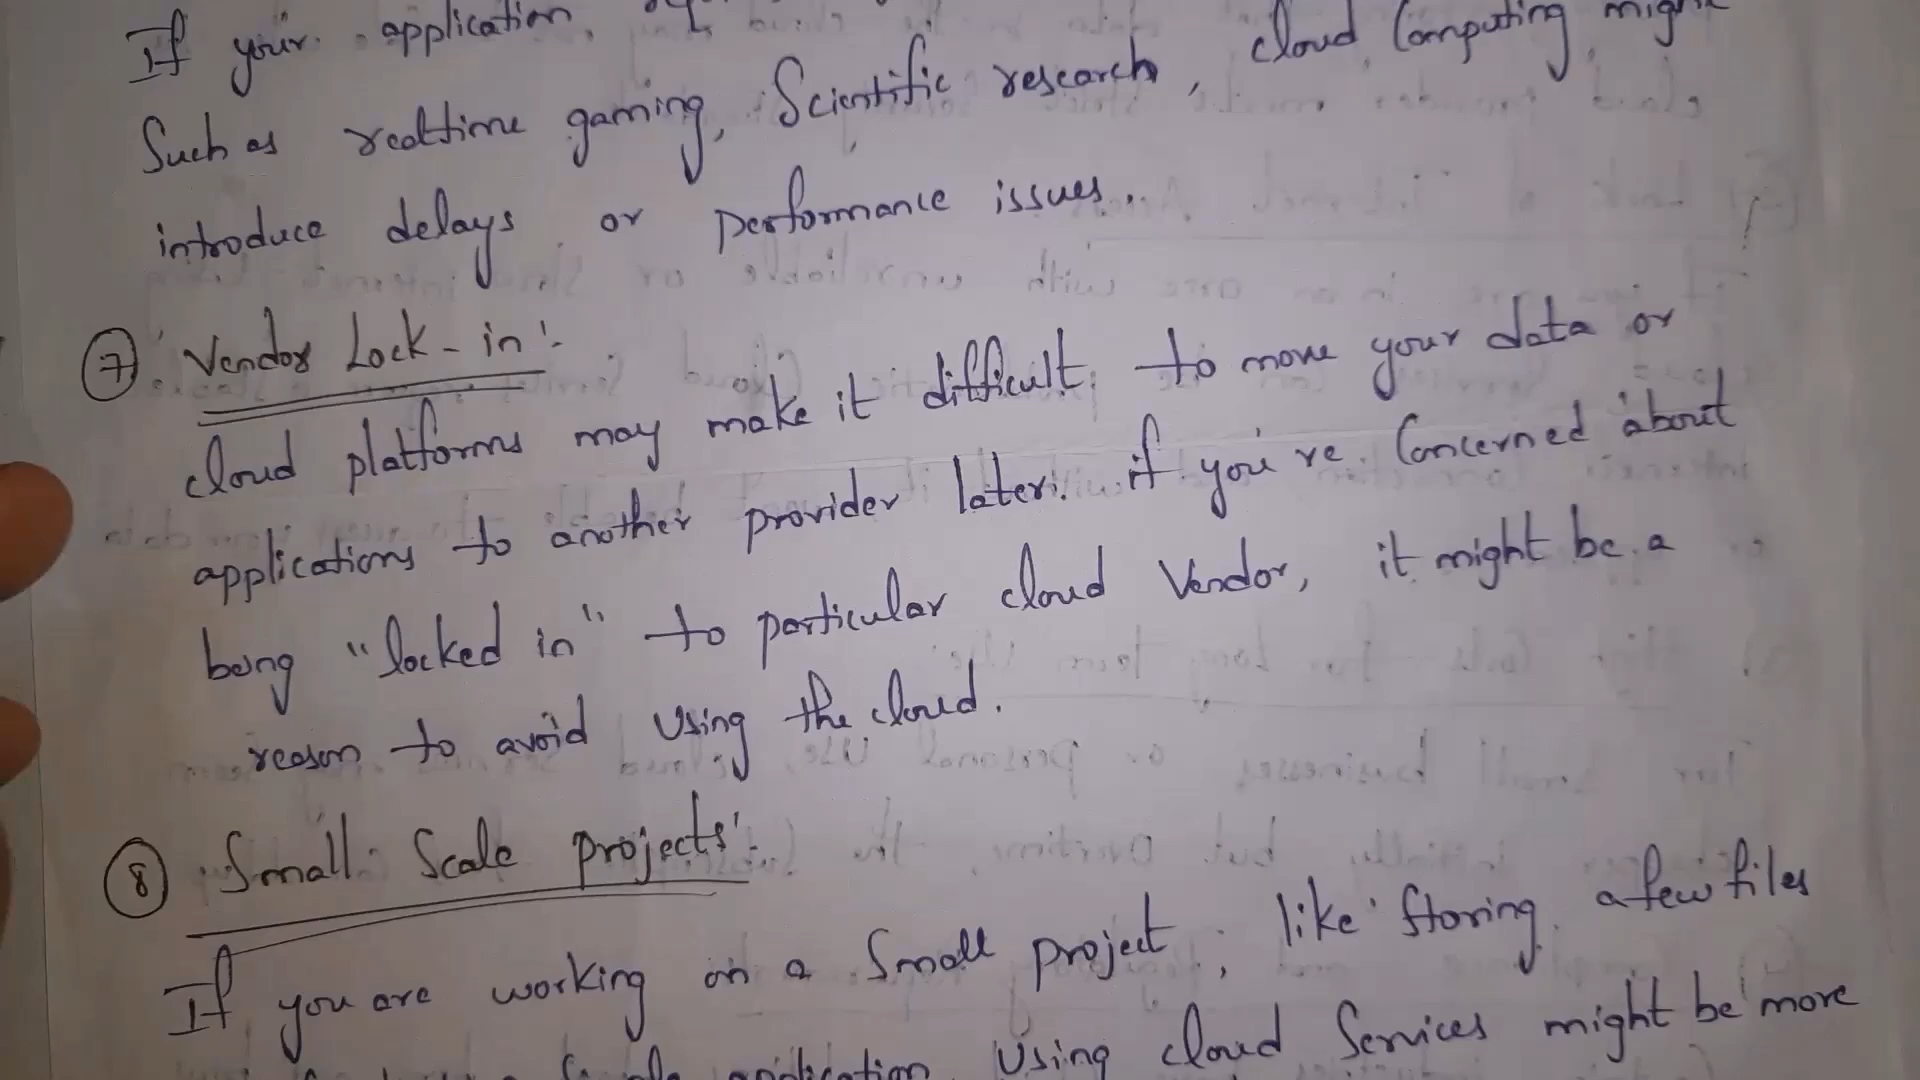 If your application,
Such as realtime gaming, Scientific research, cloud Computing might
introduce delays or performance issues.
7 Vendor Lock-in:-
cloud platforms may make it difficult to move your data or
applications to another provider later. if you're Concerned about
being "locked in" to particular cloud Vendor, it might be a
reason to avoid Using the cloud.
8 Small Scale projects:-
If you are working on a Small project, like storing a few files
application Using cloud Services might be more